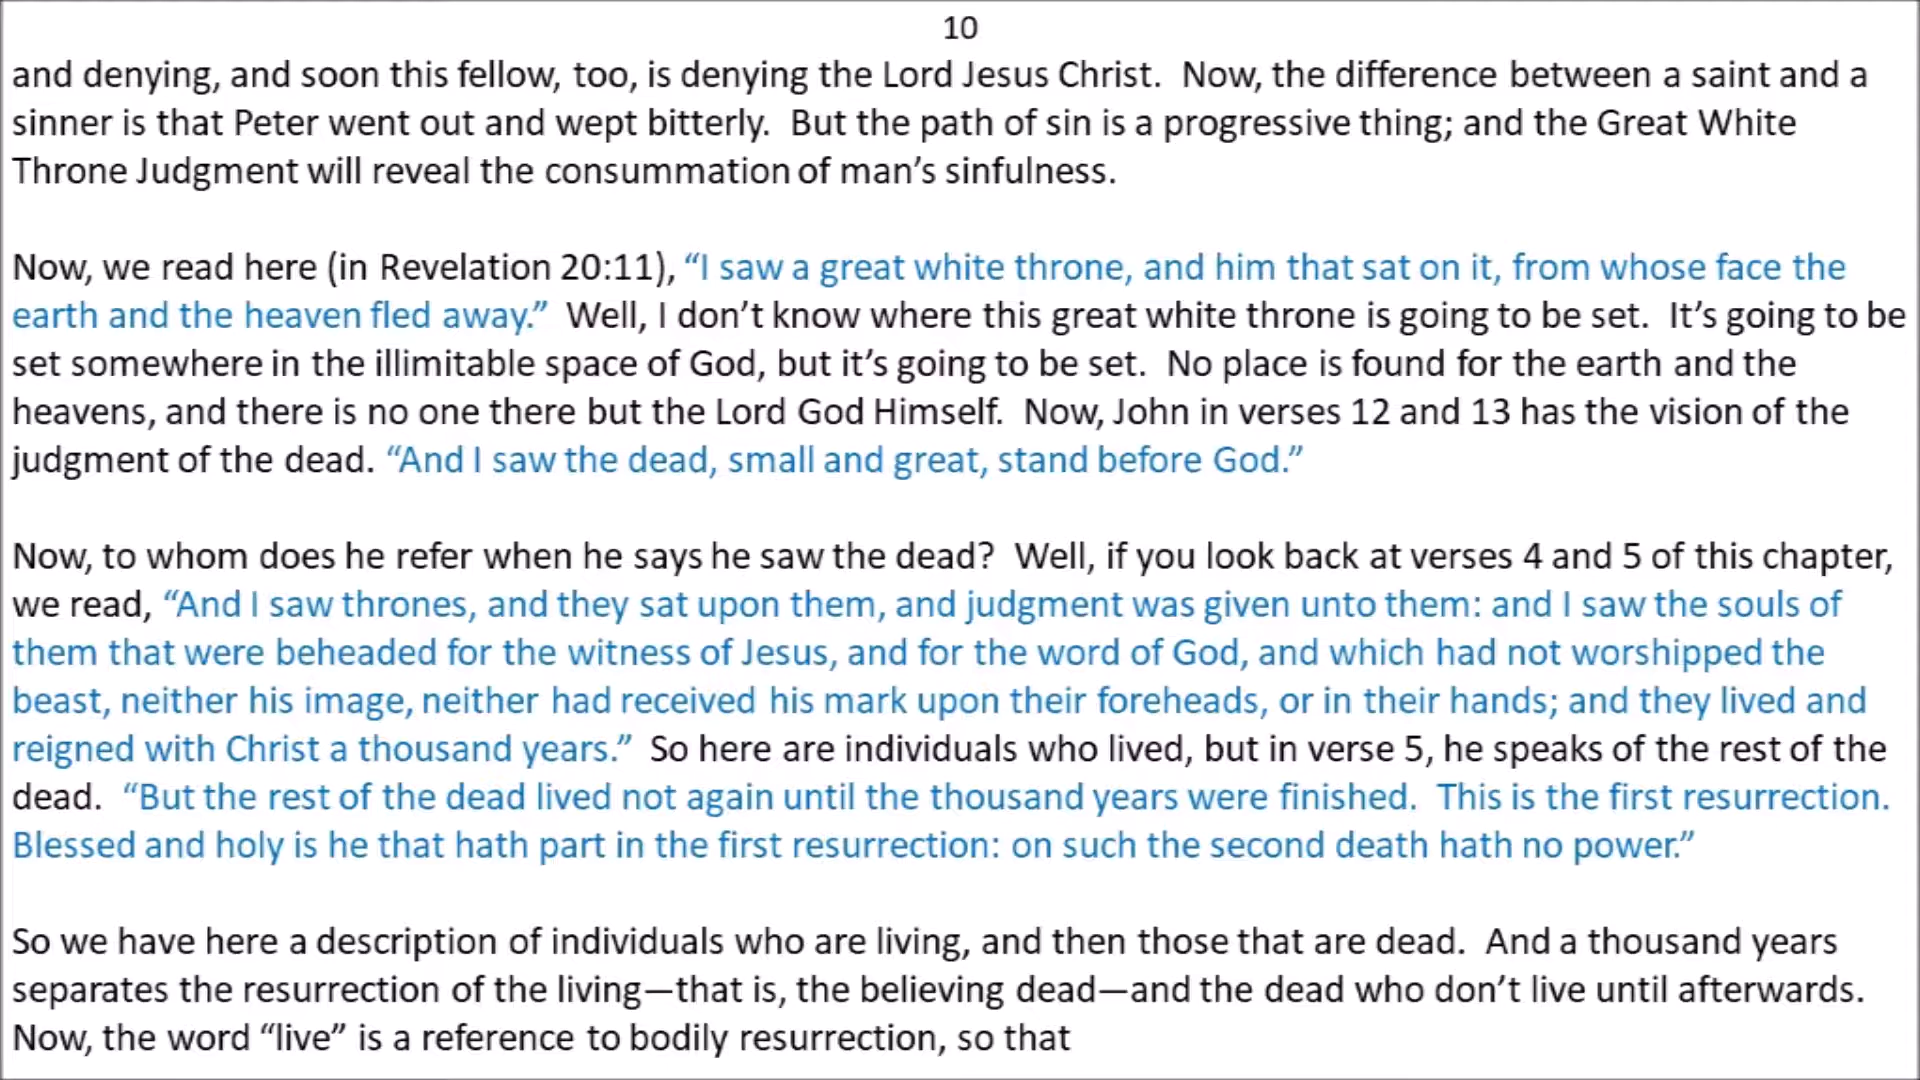 10
and denying, and soon this fellow, too, is denying the Lord Jesus Christ.  Now, the difference between a saint and a
sinner is that Peter went out and wept bitterly.  But the path of sin is a progressive thing; and the Great White
Throne Judgment will reveal the consummation of man’s sinfulness.
Now, we read here (in Revelation 20:11), “I saw a great white throne, and him that sat on it, from whose face the
earth and the heaven fled away.”  Well, I don’t know where this great white throne is going to be set.  It’s going to be
set somewhere in the illimitable space of God, but it’s going to be set.  No place is found for the earth and the
heavens, and there is no one there but the Lord God Himself.  Now, John in verses 12 and 13 has the vision of the
judgment of the dead. “And I saw the dead, small and great, stand before God.”
Now, to whom does he refer when he says he saw the dead?  Well, if you look back at verses 4 and 5 of this chapter,
we read, “And I saw thrones, and they sat upon them, and judgment was given unto them: and I saw the souls of
them that were beheaded for the witness of Jesus, and for the word of God, and which had not worshipped the
beast, neither his image, neither had received his mark upon their foreheads, or in their hands; and they lived and
reigned with Christ a thousand years.”  So here are individuals who lived, but in verse 5, he speaks of the rest of the
dead.  “But the rest of the dead lived not again until the thousand years were finished.  This is the first resurrection.
Blessed and holy is he that hath part in the first resurrection: on such the second death hath no power.”
So we have here a description of individuals who are living, and then those that are dead.  And a thousand years
separates the resurrection of the living—that is, the believing dead—and the dead who don’t live until afterwards.
Now, the word “live” is a reference to bodily resurrection, so that